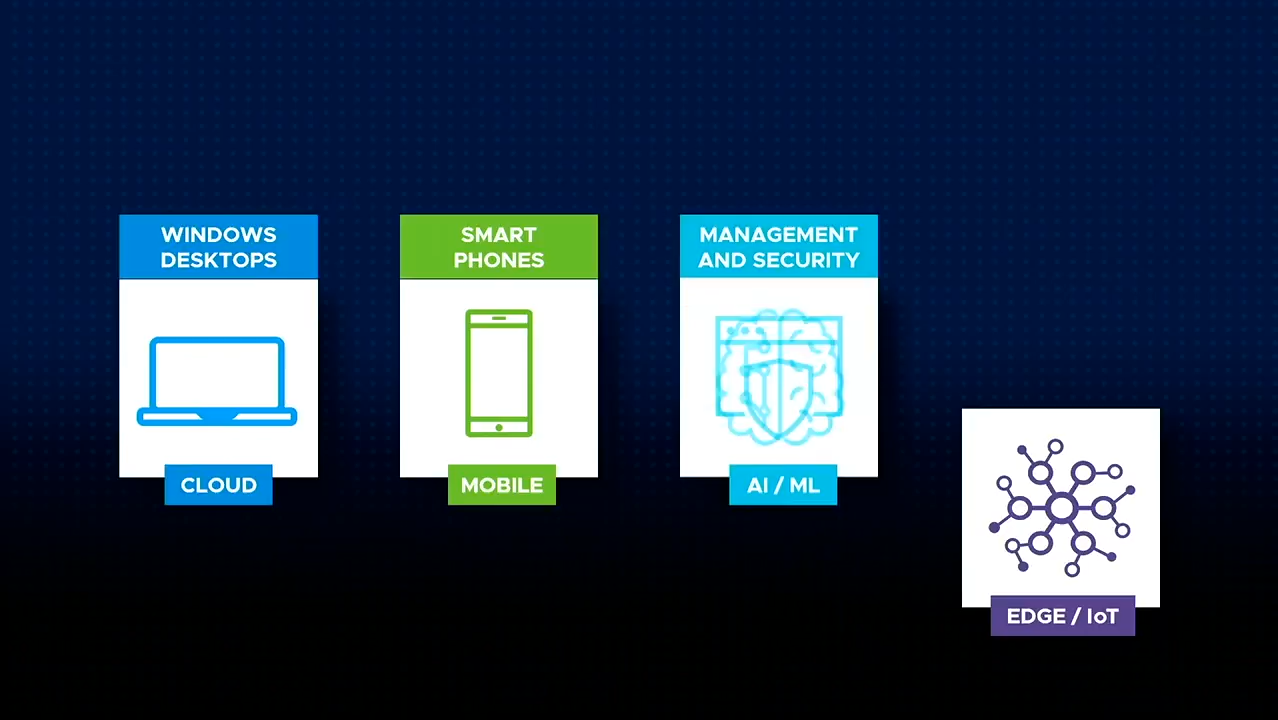 WINDOWS
DESKTOPS
CLOUD
SMART
PHONES
MOBILE
MANAGEMENT
AND SECURITY
AI / ML
EDGE / IoT